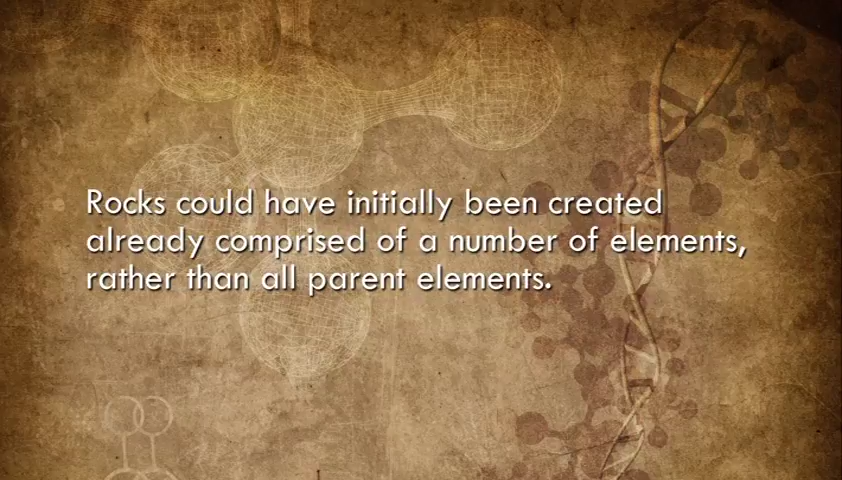 Rocks could have initially been created
already comprised of a number of elements,
rather than all parent elements.